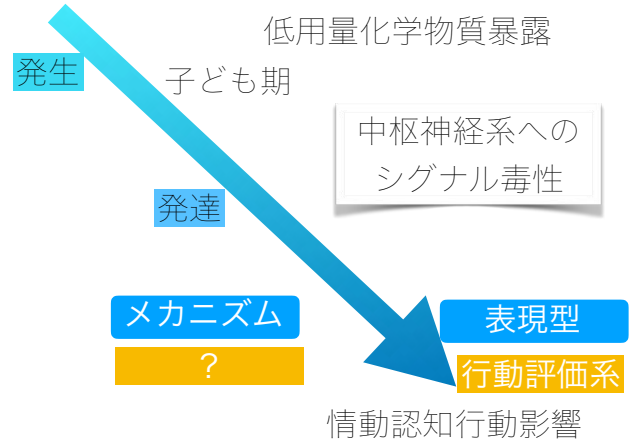 低用量化学物質暴露
発生
子ども期
中枢神経系への
シグナル毒性
発達
メカニズム
？
表現型
行動評価系
情動認知行動影響